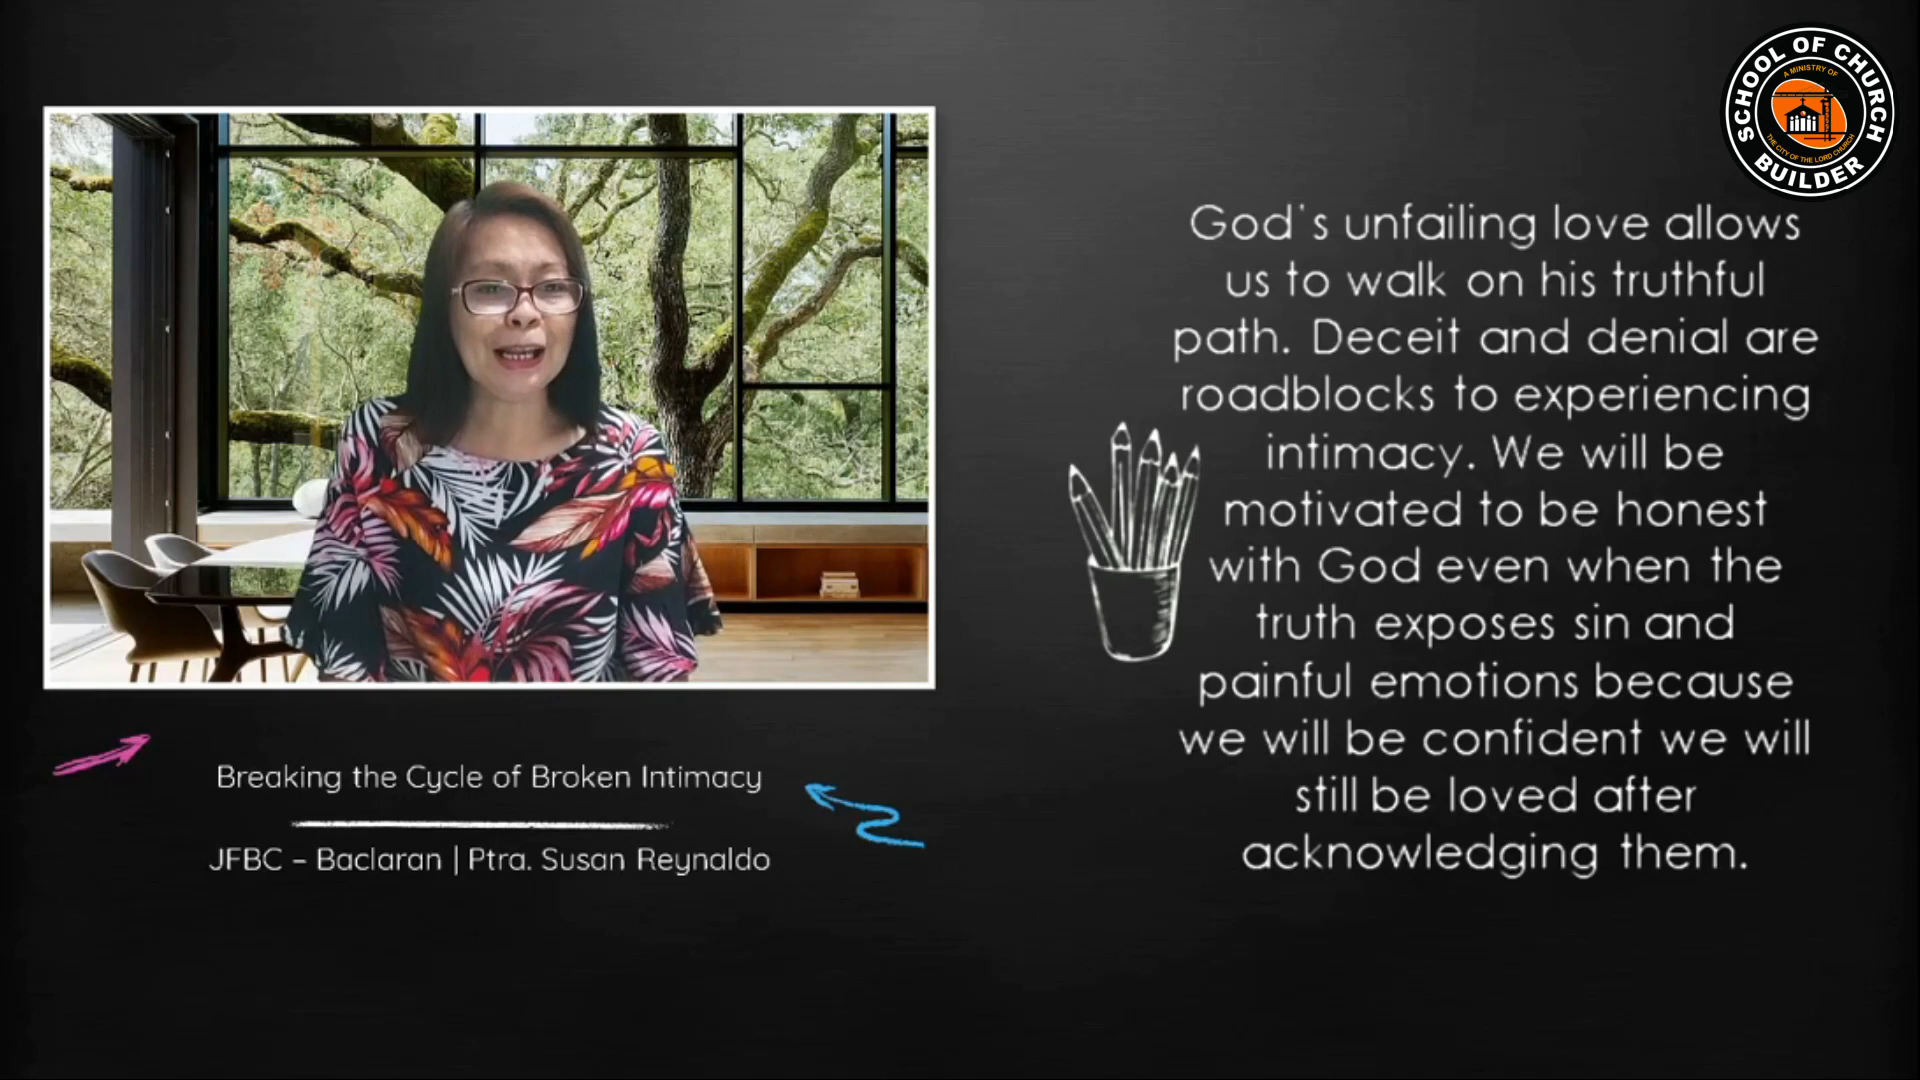 SCHOOL OF CHURCH
BUILDER
A MINISTRY OF
THE CITY OF THE LORD CHURCH
God's unfailing love allows
us to walk on his truthful
path. Deceit and denial are
roadblocks to experiencing
intimacy. We will be
motivated to be honest
with God even when the
truth exposes sin and
painful emotions because
we will be confident we will
still be loved after
acknowledging them.
Breaking the Cycle of Broken Intimacy
JFBC – Baclaran | Ptra. Susan Reynaldo